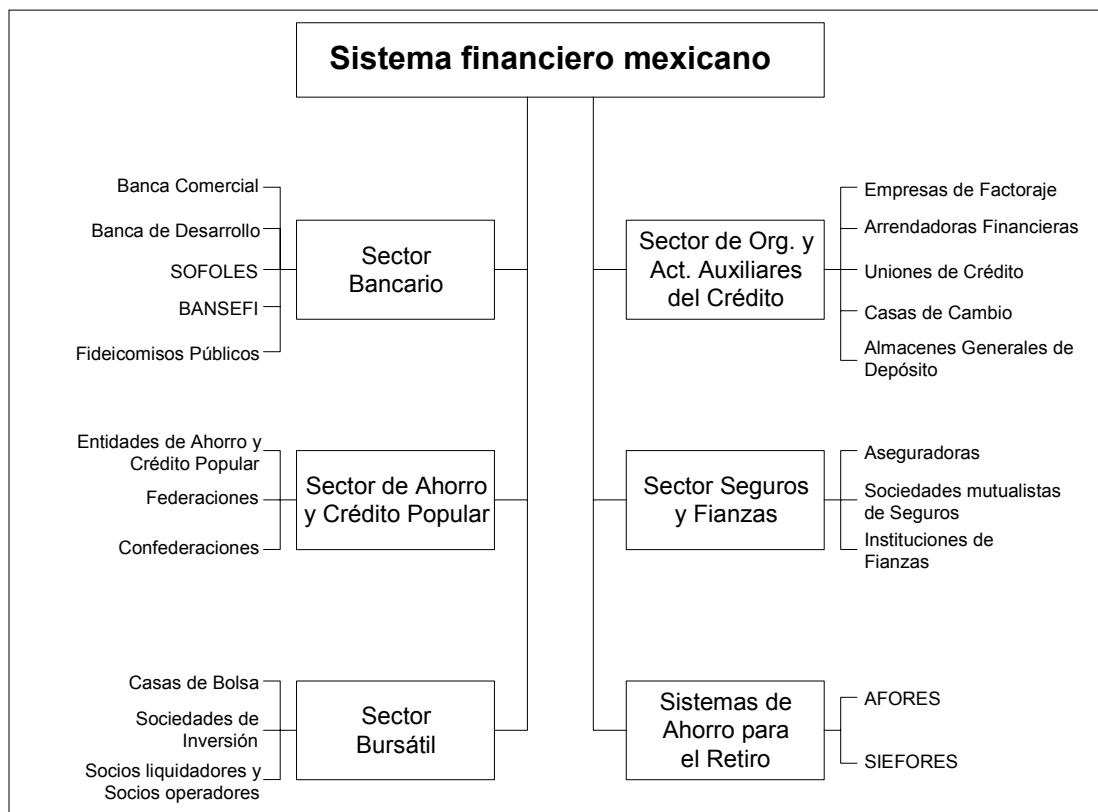 Sistema financiero mexicano
Banca Comercial
Banca de Desarrollo
SOFOLES
BANSEFI
Fideicomisos Públicos
Sector
Bancario
Sector de Org. y
Act. Auxiliares
del Crédito
Empresas de Factoraje
Arrendadoras Financieras
Uniones de Crédito
Casas de Cambio
Almacenes Generales de
Depósito
Entidades de Ahorro y
Crédito Popular
Federaciones
Confederaciones
Sector de Ahorro
y Crédito Popular
Sector Seguros
y Fianzas
Aseguradoras
Sociedades mutualistas
de Seguros
Instituciones de
Fianzas
Casas de Bolsa
Sociedades de
Inversión
Socios liquidadores y
Socios operadores
Sector
Bursátil
Sistemas de
Ahorro para
el Retiro
AFORES
SIEFORES